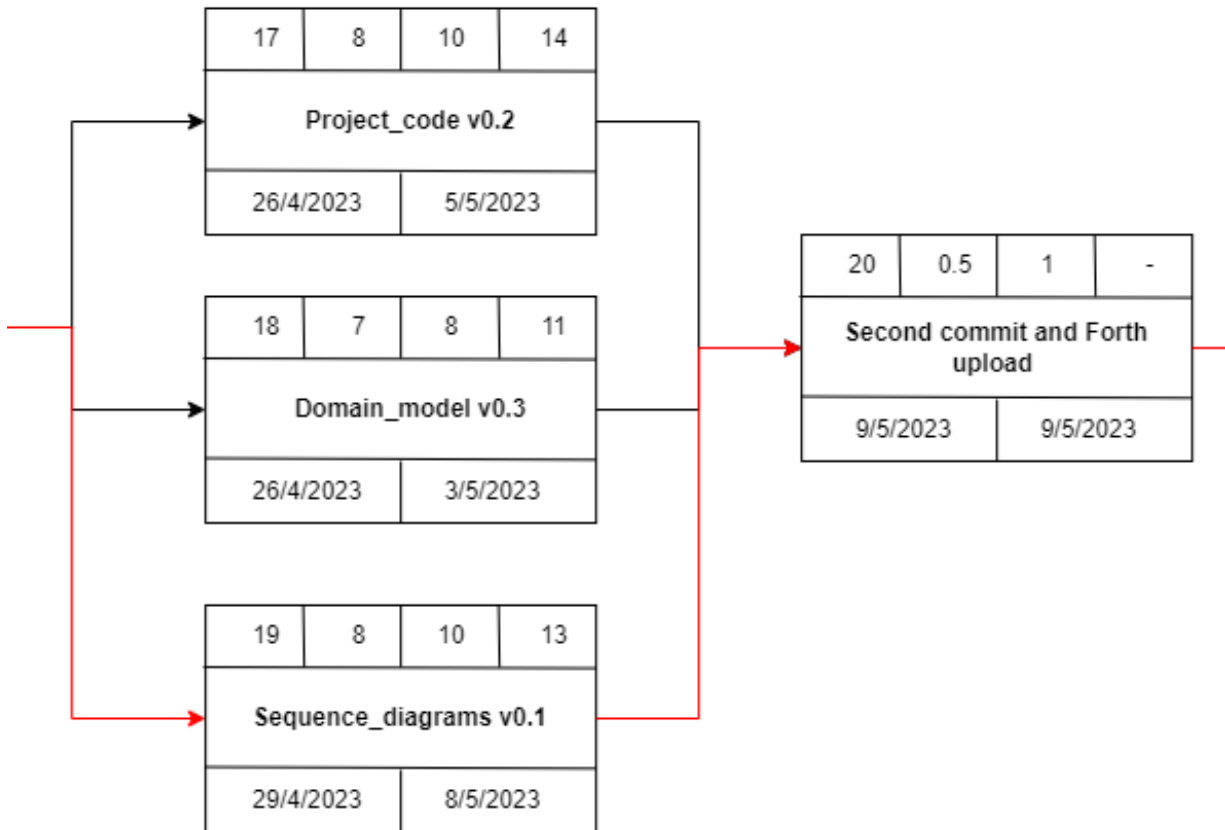 17 8 10 14
Project_code v0.2
26/4/2023 5/5/2023
18 7 8 11
Domain_model v0.3
26/4/2023 3/5/2023
19 8 10 13
Sequence_diagrams v0.1
29/4/2023 8/5/2023
20 0.5 1 -
Second commit and Forth
upload
9/5/2023 9/5/2023